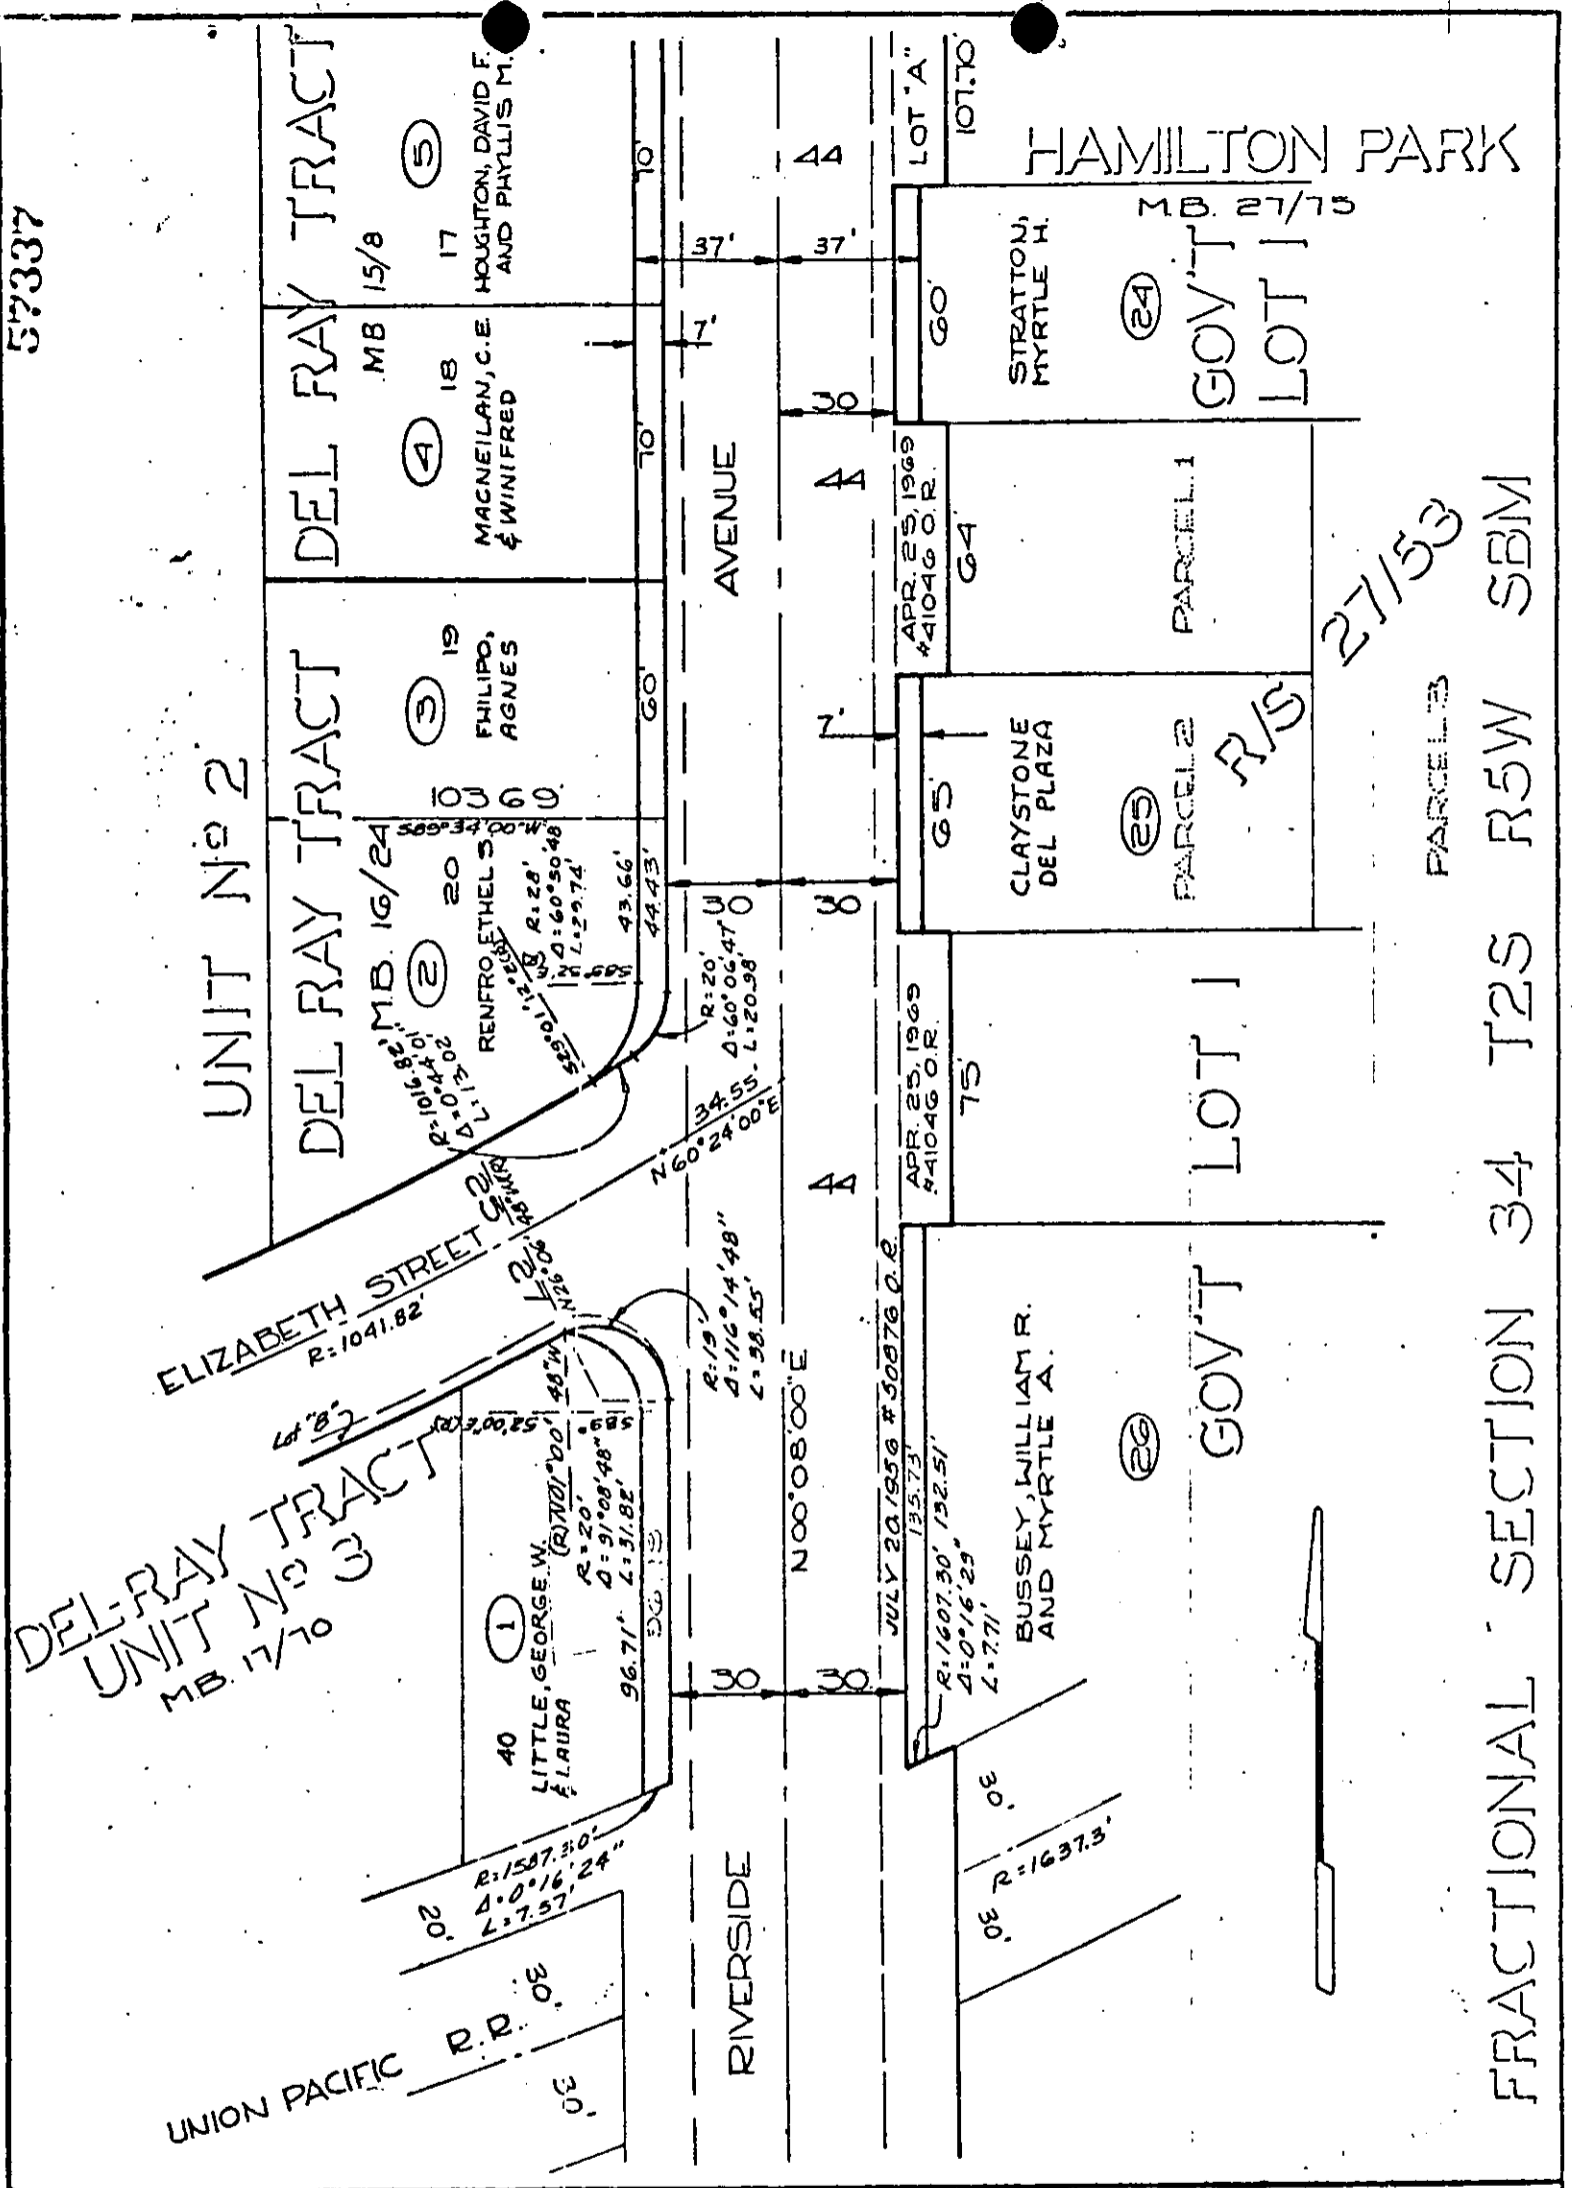 57337
UNIT Nº 2
DEL RAY TRACT
DEL RAY TRACT
M.B. 16/24
MB 15/8
5
17
HOUGHTON, DAVID F.
AND PHYLLIS M.
4
18
MACNEILAN, C.E.
& WINIFRED
3
19
AGNES
10369
2
20
RENFRO, ETHEL S.
S89°34'00"W
R=28'
Δ=60°50'48"
L=29.74'
43.66'
44.43'
60'
70'
70'
7'
R=1016.82'
Δ=0°44'01"
L=13.02'
R=20'
Δ=60°06'47"
L=20.98'
34.55
N60°24'00"E
ELIZABETH STREET
R=1041.82'
DEL-RAY TRACT
UNIT Nº 3
M.B. 17/70
1
40
LITTLE, GEORGE W.
& LAURA
R=20'
Δ=91°08'48"
L=31.82'
96.71'
R=19'
Δ=116°14'48"
L=38.55'
R=1587.30'
Δ=0°16'24"
L=7.57'
20'
30'
30'
UNION PACIFIC R.R.
RIVERSIDE
AVENUE
N00°08'00"E
37'
37'
44
30
44
30
30
44
30
30
LOT "A"
107.70'
HAMILTON PARK
M.B. 27/75
60'
STRATTON,
MYRTLE H.
24
GOV'T
LOT 1
APR. 25, 1969
#41046 O.R.
64'
PARCEL 1
7'
65'
CLAYSTONE
DEL PLAZA
25
PARCEL 2
R/S 27/53
PARCEL 3
APR. 25, 1969
#41046 O.R.
75'
GOV'T LOT 1
JULY 20, 1956 #50876 O.R.
135.73'
132.51'
R=1607.30'
Δ=0°16'29"
L=7.71'
BUSSEY, WILLIAM R.
AND MYRTLE A.
26
30'
R=1637.3'
30'
FRACTIONAL SECTION 34 T2S R5W SBM